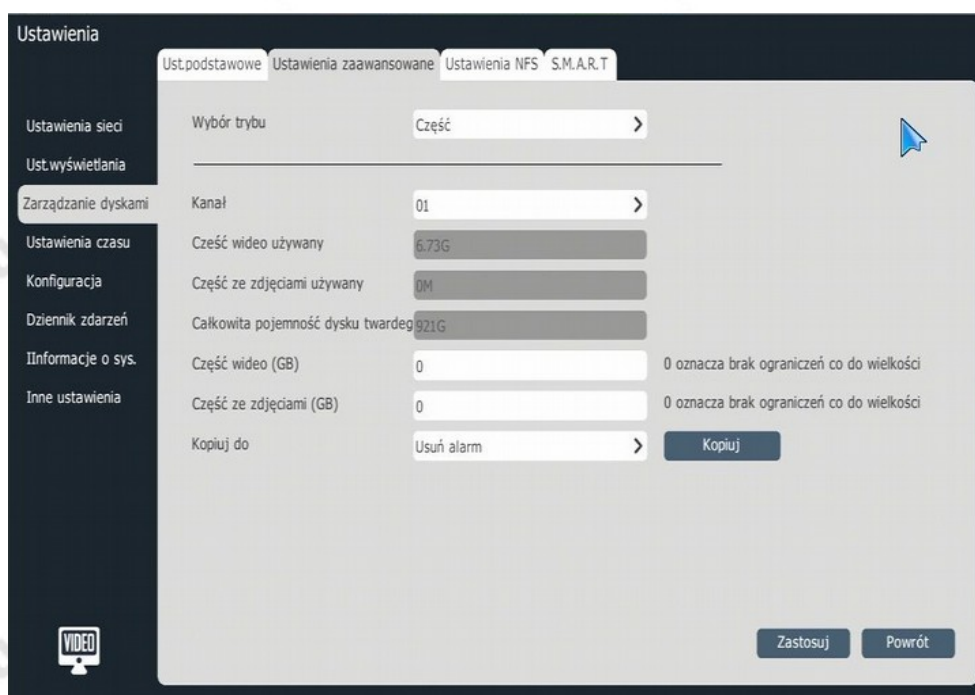 Ustawienia
Ust.podstawowe Ustawienia zaawansowane Ustawienia NFS S.M.A.R.T
Ustawienia sieci
Ust.wyświetlania
Zarządzanie dyskami
Ustawienia czasu
Konfiguracja
Dziennik zdarzeń
IInformacje o sys.
Inne ustawienia
Wybór trybu Część
Kanał 01
Cześć wideo używany 6.73G
Część ze zdjęciami używany 0M
Całkowita pojemność dysku twardeg 921G
Część wideo (GB) 0 0 oznacza brak ograniczeń co do wielkości
Część ze zdjęciami (GB) 0 0 oznacza brak ograniczeń co do wielkości
Kopiuj do Usuń alarm Kopiuj
VIDEO
Zastosuj Powrót